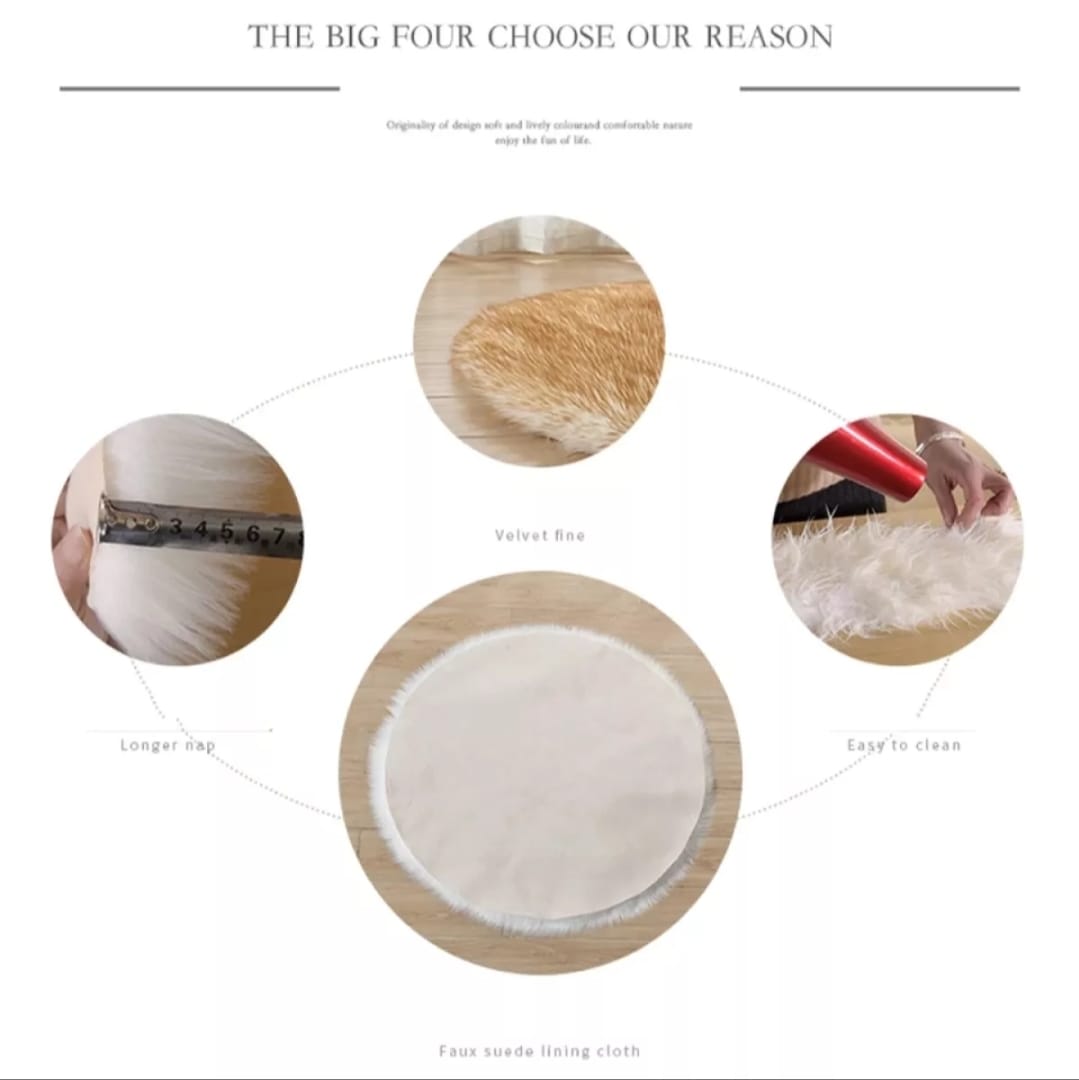 THE BIG FOUR CHOOSE OUR REASON
Originality of design soft and lively colourand comfortable nature
enjoy the fun of life.
3 4 5 6 7
Velvet fine
Longer nap
Easy to clean
Faux suede lining cloth